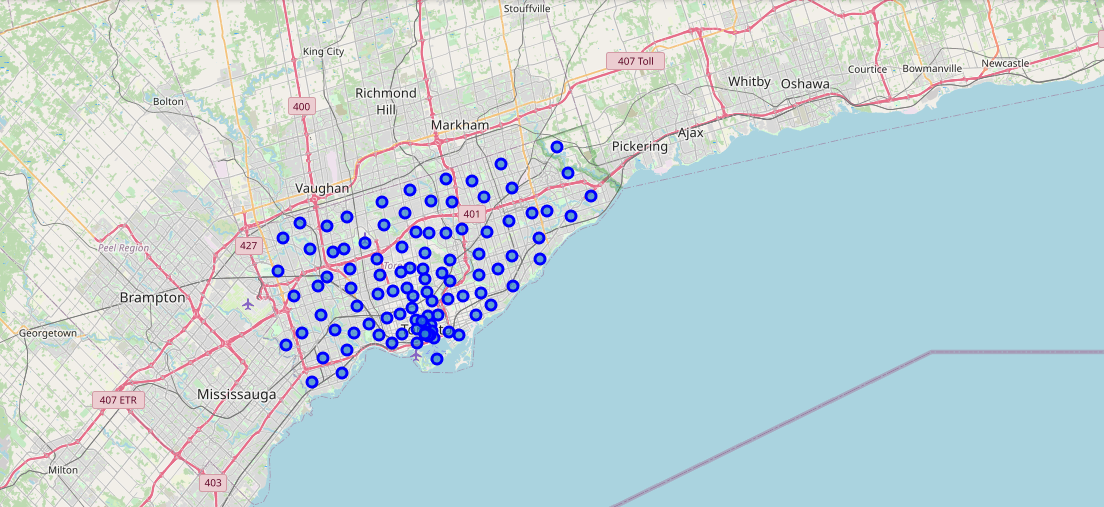 Stouffville
King City
407 Toll
Newcastle
Courtice
Bowmanville
Whitby
Oshawa
Bolton
Richmond
Hill
400
Markham
Ajax
Pickering
Vaughan
401
427
Peel Region
Brampton
Georgetown
Mississauga
407 ETR
Milton
403